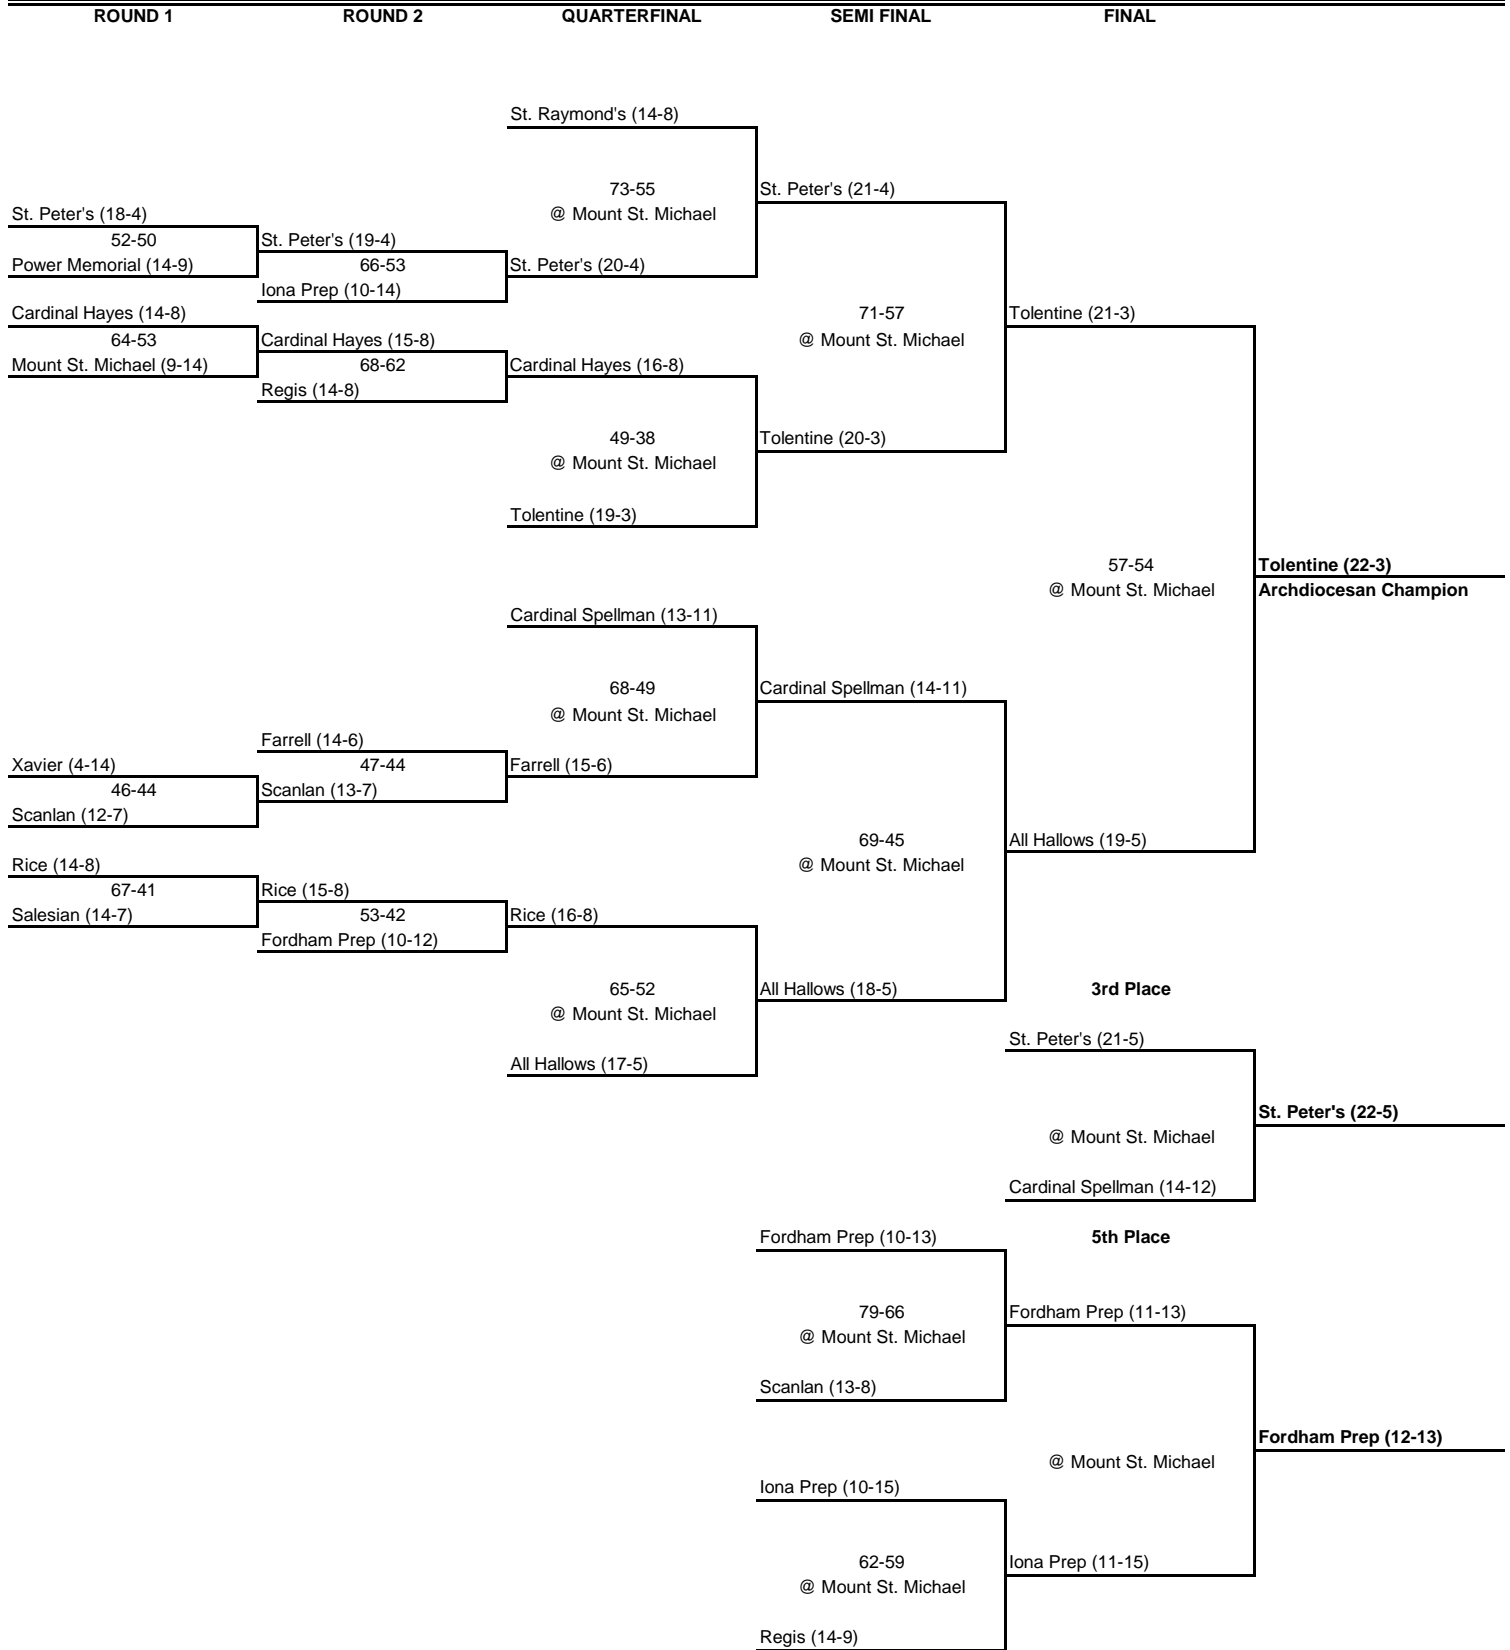 ROUND 1 ROUND 2 QUARTERFINAL SEMI FINAL FINAL
St. Raymond's (14-8)
73-55 St. Peter's (21-4)
St. Peter's (18-4) @ Mount St. Michael
52-50 St. Peter's (19-4)
Power Memorial (14-9) 66-53 St. Peter's (20-4)
Iona Prep (10-14)
Cardinal Hayes (14-8) 71-57 Tolentine (21-3)
64-53 Cardinal Hayes (15-8) @ Mount St. Michael
Mount St. Michael (9-14) 68-62 Cardinal Hayes (16-8)
Regis (14-8)
49-38 Tolentine (20-3)
@ Mount St. Michael
Tolentine (19-3)
57-54 Tolentine (22-3)
@ Mount St. Michael Archdiocesan Champion
Cardinal Spellman (13-11)
68-49 Cardinal Spellman (14-11)
@ Mount St. Michael
Farrell (14-6)
Xavier (4-14) 47-44 Farrell (15-6)
46-44 Scanlan (13-7)
Scanlan (12-7)
69-45 All Hallows (19-5)
Rice (14-8) @ Mount St. Michael
67-41 Rice (15-8)
Salesian (14-7) 53-42 Rice (16-8)
Fordham Prep (10-12)
65-52 All Hallows (18-5) 3rd Place
@ Mount St. Michael
St. Peter's (21-5)
All Hallows (17-5)
St. Peter's (22-5)
@ Mount St. Michael
Cardinal Spellman (14-12)
Fordham Prep (10-13) 5th Place
79-66 Fordham Prep (11-13)
@ Mount St. Michael
Scanlan (13-8)
Fordham Prep (12-13)
@ Mount St. Michael
Iona Prep (10-15)
62-59 Iona Prep (11-15)
@ Mount St. Michael
Regis (14-9)